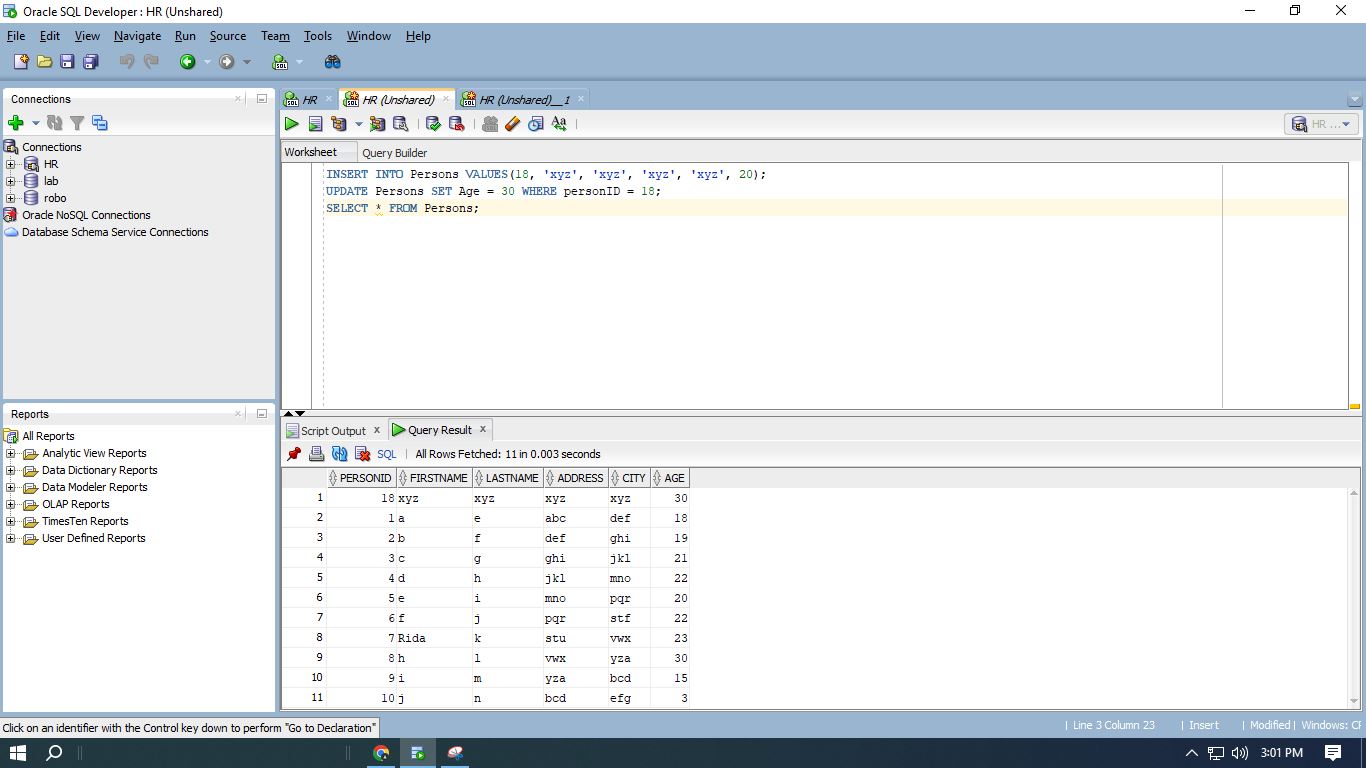 Oracle SQL Developer : HR (Unshared)
File Edit View Navigate Run Source Team Tools Window Help
Connections
Connections
HR
lab
robo
Oracle NoSQL Connections
Database Schema Service Connections
Reports
All Reports
Analytic View Reports
Data Dictionary Reports
Data Modeler Reports
OLAP Reports
TimesTen Reports
User Defined Reports
HR HR (Unshared) HR (Unshared)__1
HR ...
Worksheet Query Builder
INSERT INTO Persons VALUES(18, 'xyz', 'xyz', 'xyz', 'xyz', 20);
UPDATE Persons SET Age = 30 WHERE personID = 18;
SELECT * FROM Persons;
Script Output x Query Result x
SQL | All Rows Fetched: 11 in 0.003 seconds
PERSONID FIRSTNAME LASTNAME ADDRESS CITY AGE
1 18 xyz xyz xyz xyz 30
2 1 a e abc def 18
3 2 b f def ghi 19
4 3 c g ghi jkl 21
5 4 d h jkl mno 22
6 5 e i mno pqr 20
7 6 f j pqr stf 22
8 7 Rida k stu vwx 23
9 8 h l vwx yza 30
10 9 i m yza bcd 15
11 10 j n bcd efg 3
Click on an identifier with the Control key down to perform "Go to Declaration"
| Line 3 Column 23 | Insert | Modified | Windows: CF
3:01 PM